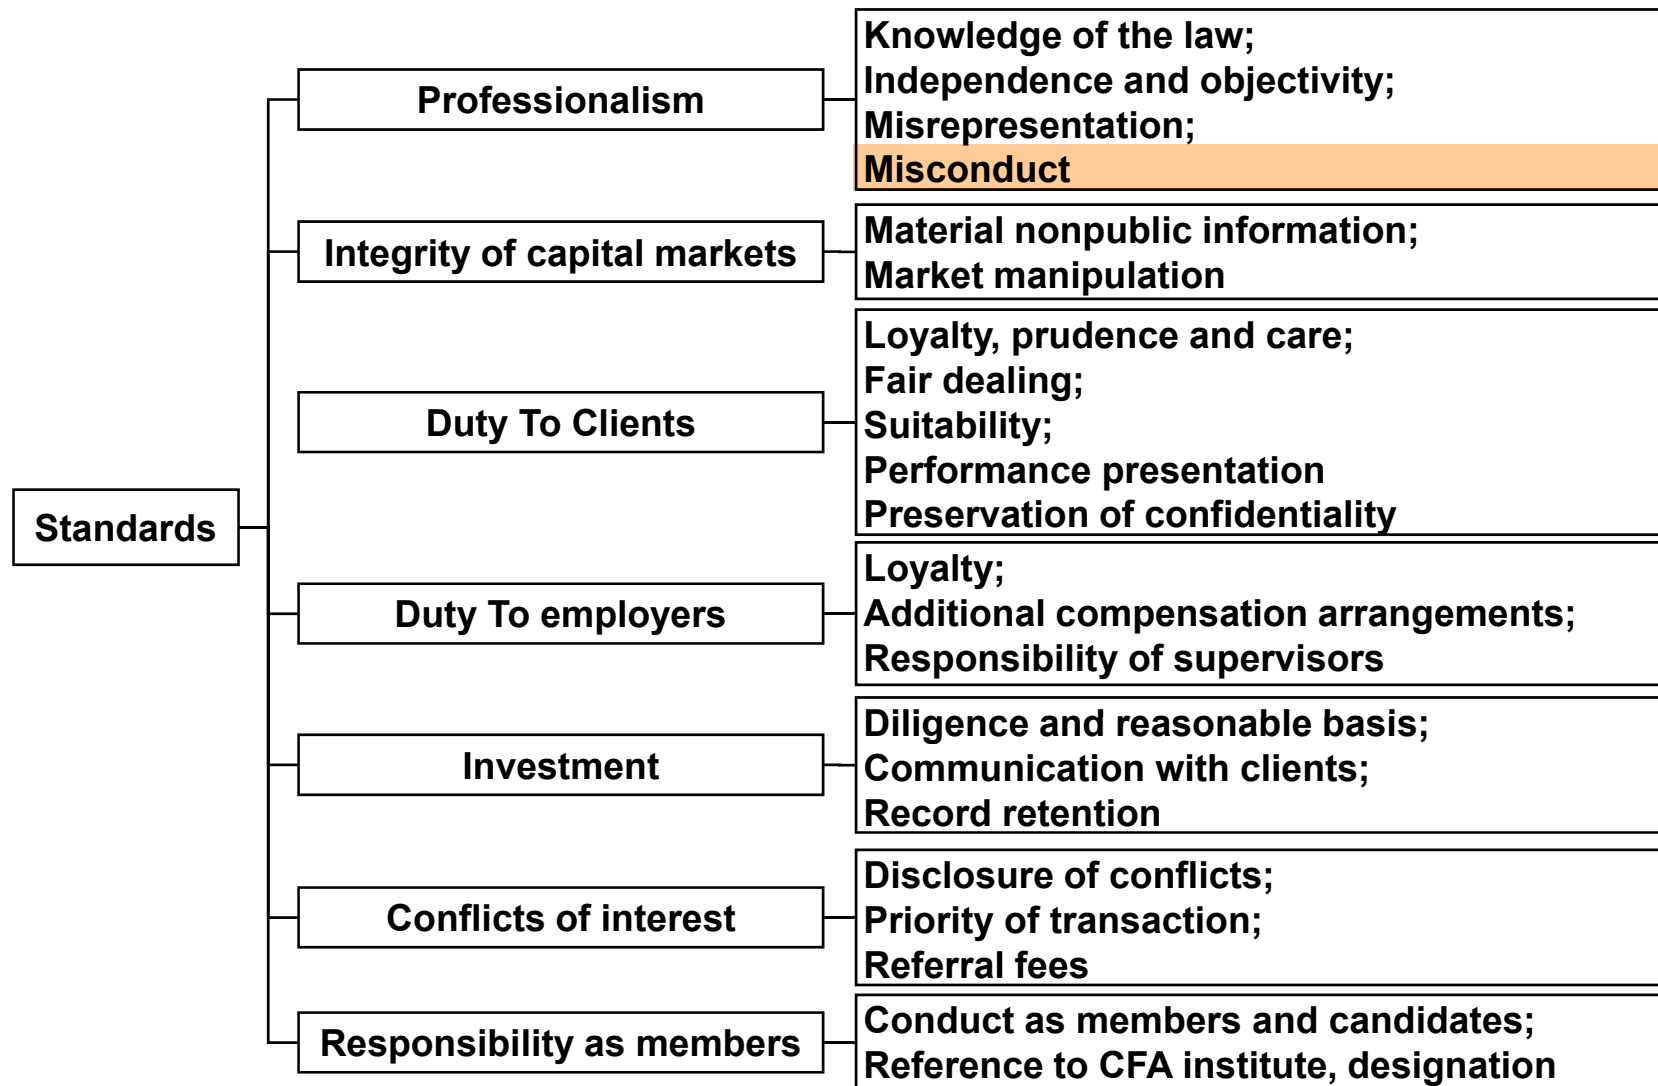 Standards
Professionalism
Knowledge of the law;
Independence and objectivity;
Misrepresentation;
Misconduct
Integrity of capital markets
Material nonpublic information;
Market manipulation
Duty To Clients
Loyalty, prudence and care;
Fair dealing;
Suitability;
Performance presentation
Preservation of confidentiality
Duty To employers
Loyalty;
Additional compensation arrangements;
Responsibility of supervisors
Investment
Diligence and reasonable basis;
Communication with clients;
Record retention
Conflicts of interest
Disclosure of conflicts;
Priority of transaction;
Referral fees
Responsibility as members
Conduct as members and candidates;
Reference to CFA institute, designation